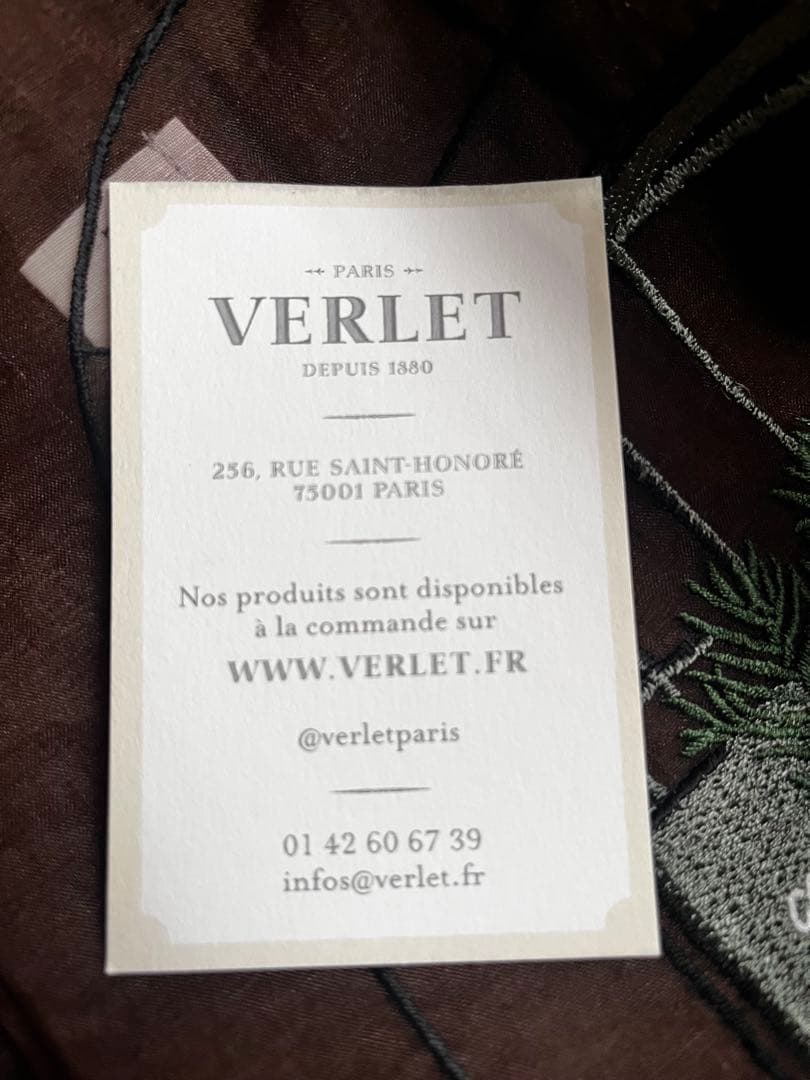 PARIS
VERLET
DEPUIS 1880
256, RUE SAINT-HONORÉ
75001 PARIS
Nos produits sont disponibles
à la commande sur
WWW.VERLET.FR
@verletparis
01 42 60 67 39
infos@verlet.fr